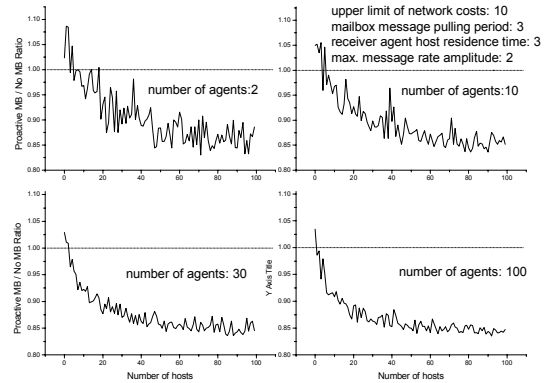 upper limit of network costs: 10
mailbox message pulling period: 3
receiver agent host residence time: 3
max. message rate amplitude: 2
Proactive MB / No MB Ratio
1.10
1.05
1.00
0.95
0.90
0.85
0.80
number of agents:2
0 20 40 60 80 100
Number of hosts
1.10
1.05
1.00
0.95
0.90
0.85
0.80
number of agents:10
0 20 40 60 80 100
Number of hosts
Proactive MB / No MB Ratio
1.10
1.05
1.00
0.95
0.90
0.85
0.80
number of agents: 30
0 20 40 60 80 100
Number of hosts
Y Axis Title
1.10
1.05
1.00
0.95
0.90
0.85
0.80
number of agents: 100
0 20 40 60 80 100
Number of hosts